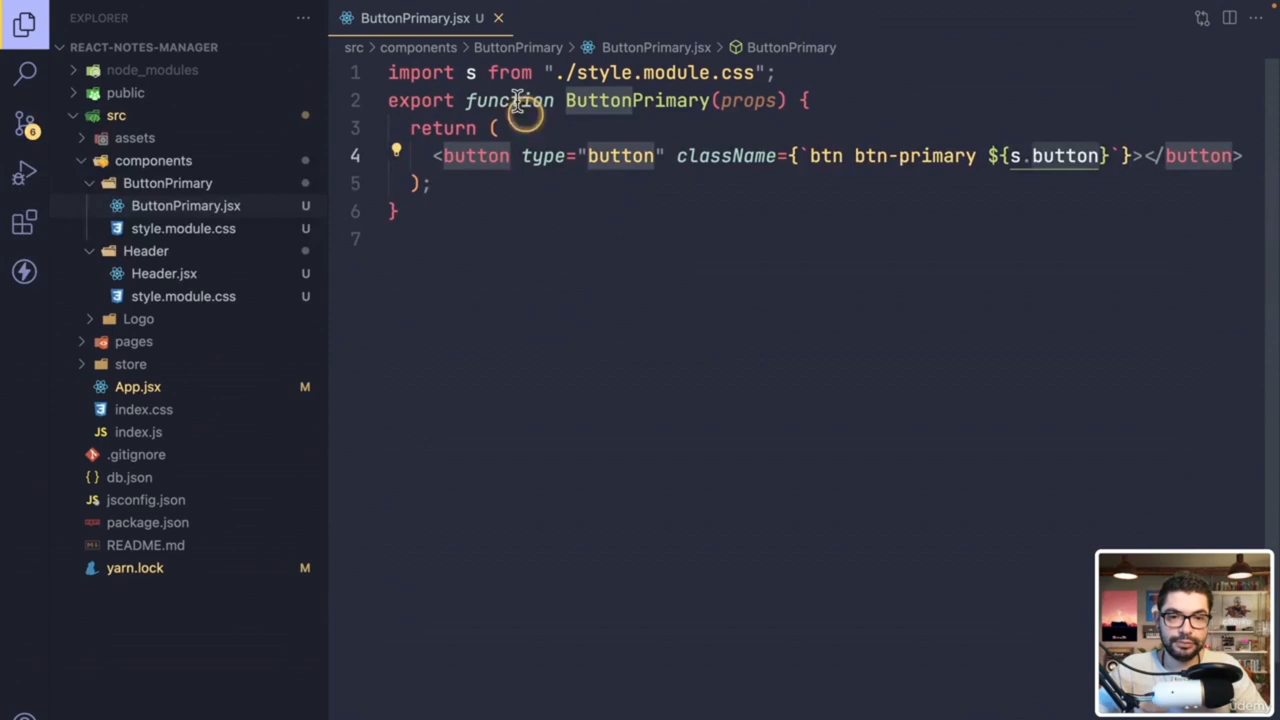 EXPLORER
ButtonPrimary.jsx U
REACT-NOTES-MANAGER
src components ButtonPrimary ButtonPrimary.jsx ButtonPrimary
node_modules
public
src
assets
components
ButtonPrimary
ButtonPrimary.jsx U
style.module.css U
Header
Header.jsx U
style.module.css U
Logo
pages
store
App.jsx M
index.css
JS index.js
.gitignore
{ } db.json
JS jsconfig.json
package.json
README.md
yarn.lock M
6
1 import s from "./style.module.css";
2 export function ButtonPrimary(props) {
3 return (
4 <button type="button" className={`btn btn-primary ${s.button}`}></button>
5 );
6 }
7
udemy